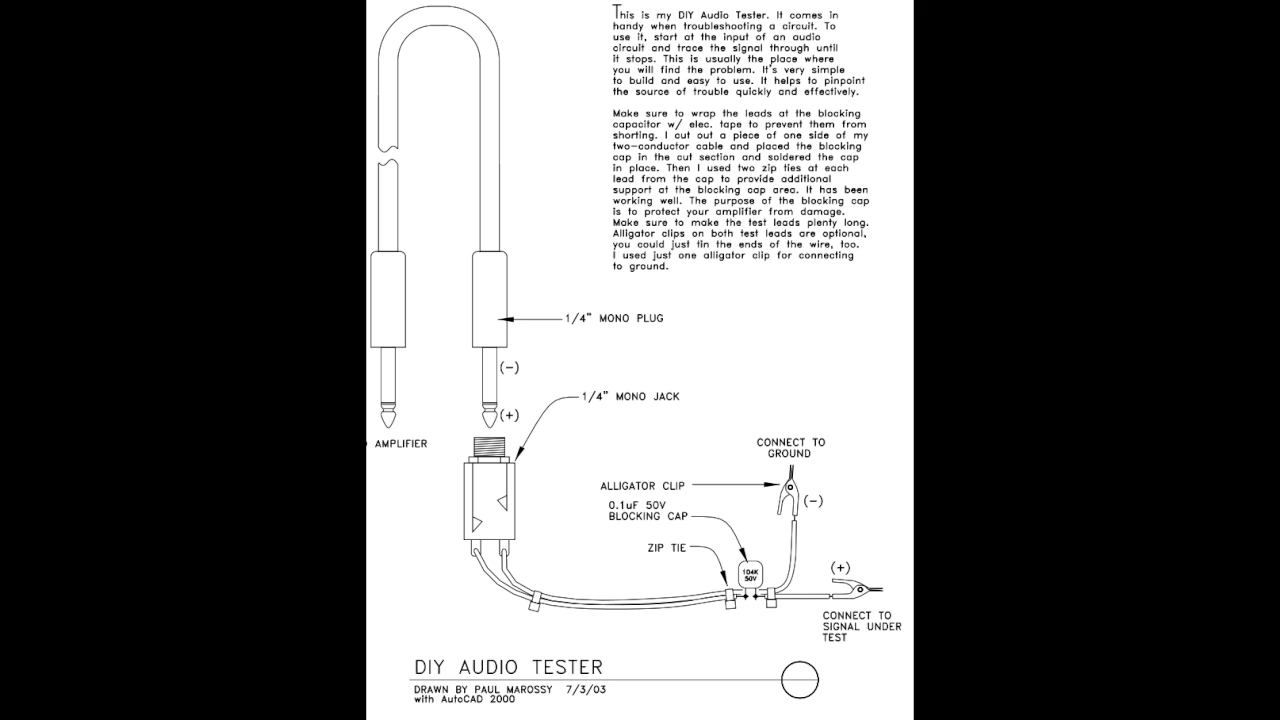 This is my DIY Audio Tester. It comes in
handy when troubleshooting a circuit. To
use it, start at the input of an audio
circuit and trace the signal through until
it stops. This is usually the place where
you will find the problem. It's very simple
to build and easy to use. It helps to pinpoint
the source of trouble quickly and effectively.
Make sure to wrap the leads at the blocking
capacitor w/ elec. tape to prevent them from
shorting. I cut out a piece of one side of my
two-conductor cable and placed the blocking
cap in the cut section and soldered the cap
in place. Then I used two zip ties at each
lead from the cap to provide additional
support at the blocking cap area. It has been
working well. The purpose of the blocking cap
is to protect your amplifier from damage.
Make sure to make the test leads plenty long.
Alligator clips on both test leads are optional,
you could just tin the ends of the wire, too.
I used just one alligator clip for connecting
to ground.
1/4" MONO PLUG
(-)
1/4" MONO JACK
(+)
AMPLIFIER
CONNECT TO
GROUND
ALLIGATOR CLIP
(-)
0.1uF 50V
BLOCKING CAP
ZIP TIE
104K
50V
(+)
CONNECT TO
SIGNAL UNDER
TEST
DIY AUDIO TESTER
DRAWN BY PAUL MAROSSY 7/3/03
with AutoCAD 2000